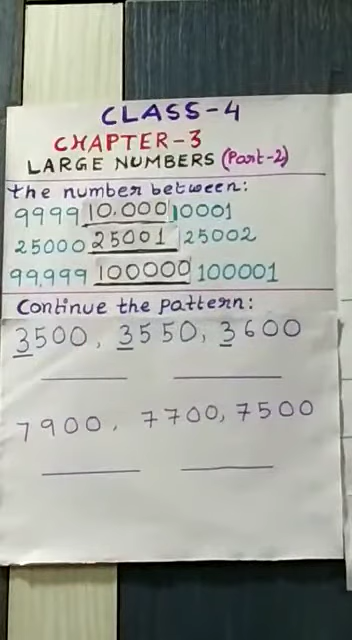 CLASS-4
CHAPTER-3
LARGE NUMBERS (Part-2)
the number between:
9999 10,000 10001
25000 25001 25002
99,999 100000 100001
Continue the pattern:
3500, 3550, 3600
7900, 7700, 7500